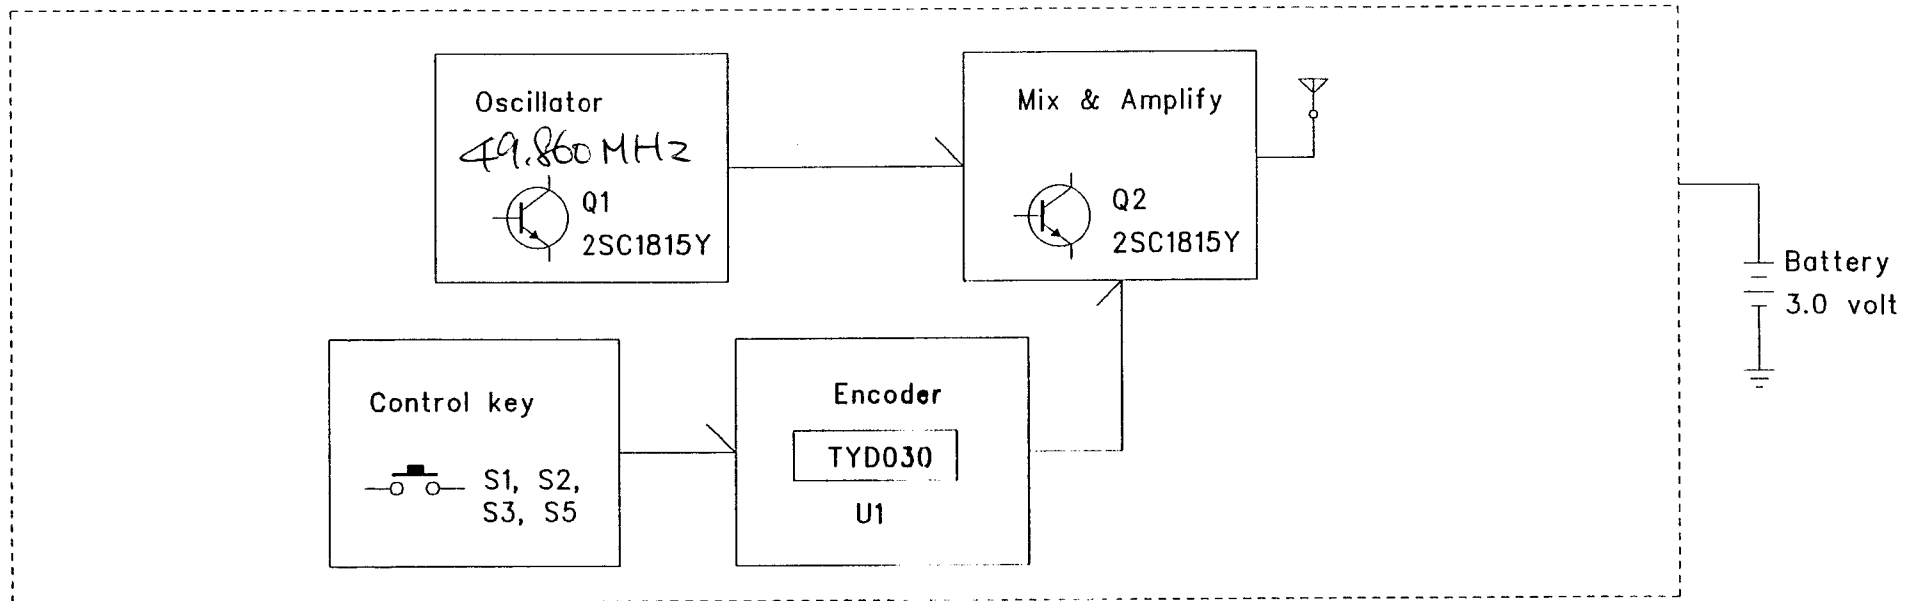 Oscillator
49.860 MHz
Q1
2SC1815Y
Mix & Amplify
Q2
2SC1815Y
Battery
3.0 volt
Control key
S1, S2,
S3, S5
Encoder
TYD030
U1